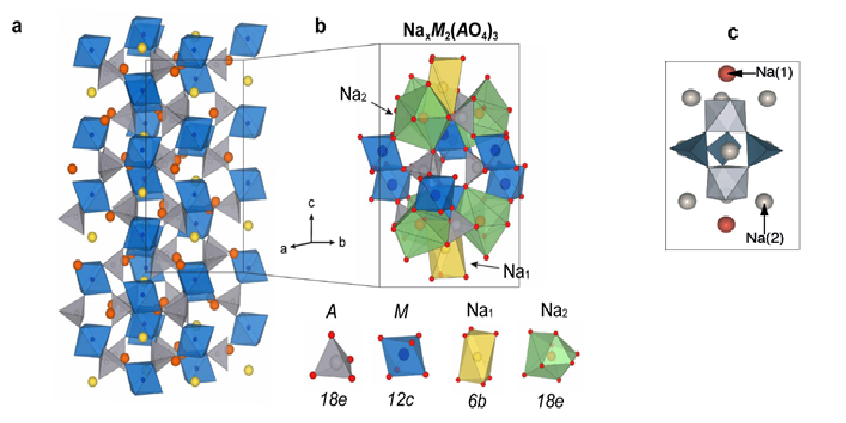 a
b
NaₓM₂(AO₄)₃
c
Na₂
Na(1)
c
a
b
Na₁
Na(2)
A
M
Na₁
Na₂
18e
12c
6b
18e